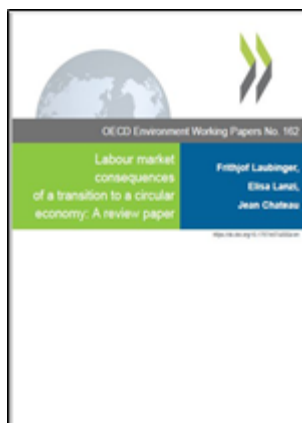 OECD Environment Working Papers No. 162
Labour market
consequences
of a transition to a circular
economy: A review paper
Frithjof Laubinger,
Elisa Lanzi,
Jean Chateau